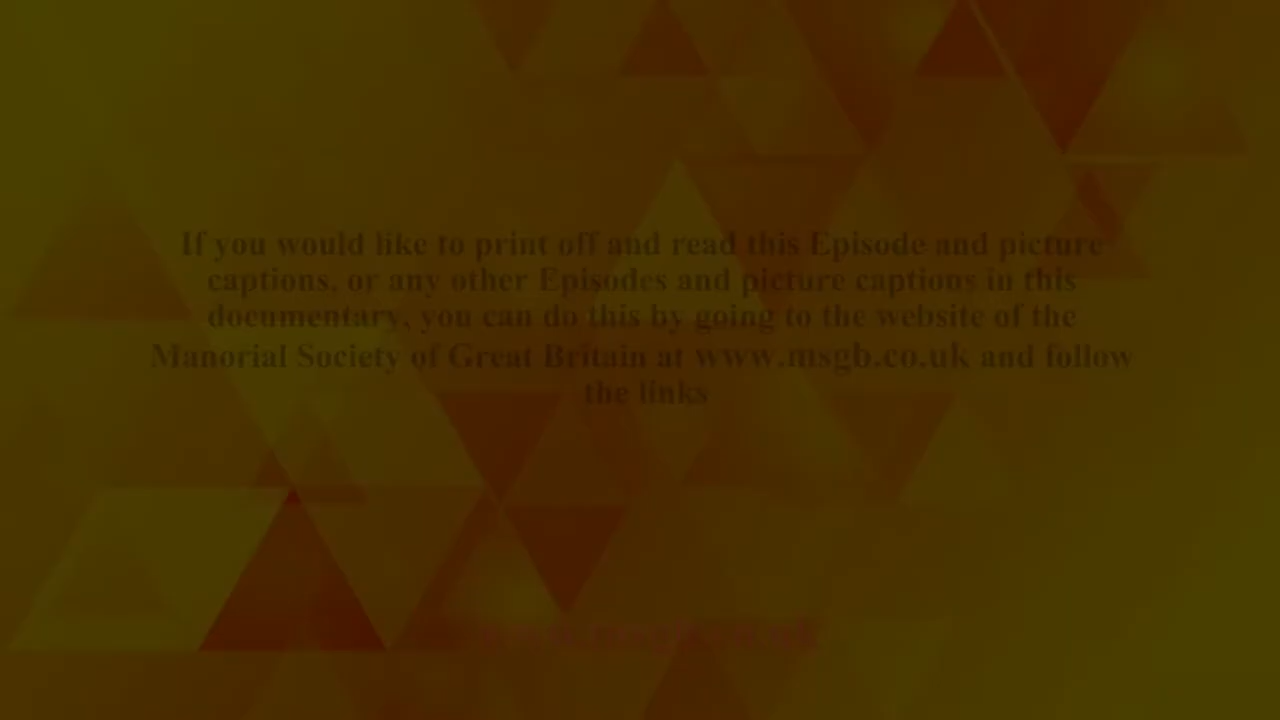 If you would like to print off and read this Episode and picture
captions, or any other Episodes and picture captions in this
documentary, you can do this by going to the website of the
Manorial Society of Great Britain at www.msgb.co.uk and follow
the links